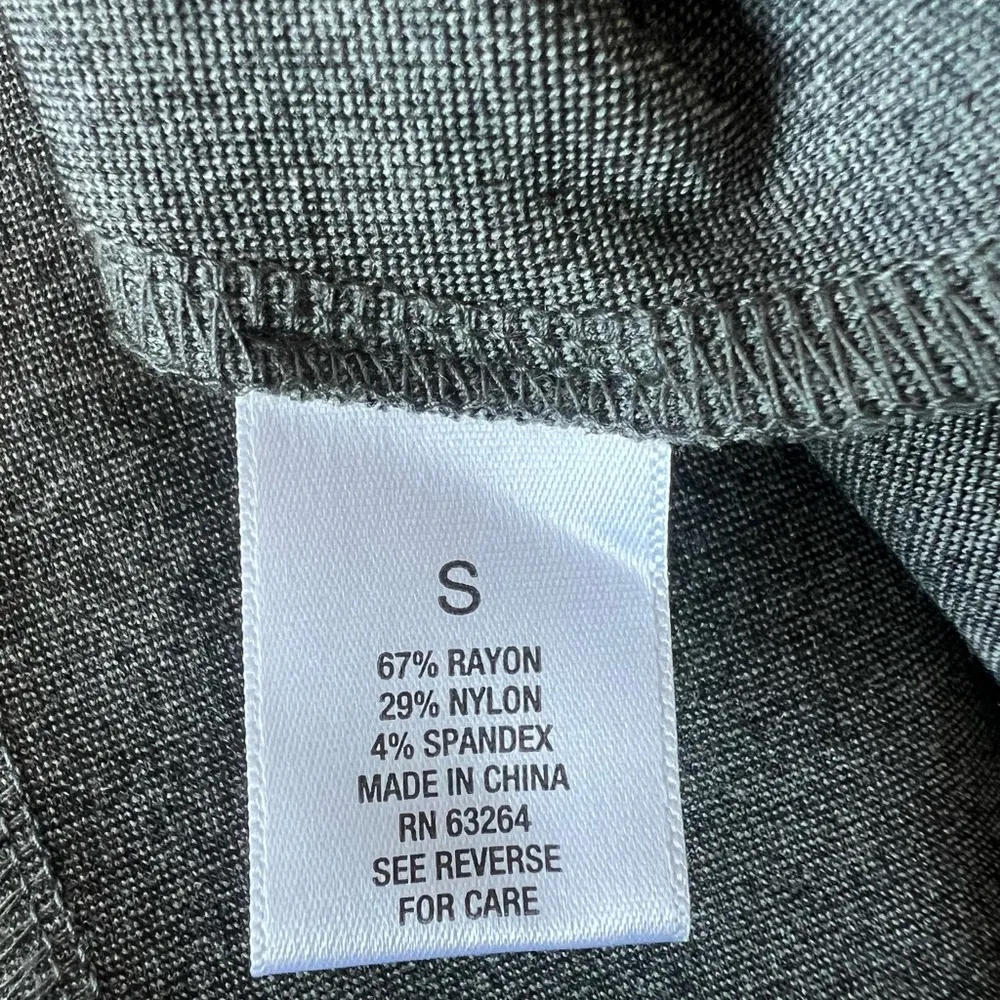 S
67% RAYON
29% NYLON
4% SPANDEX
MADE IN CHINA
RN 63264
SEE REVERSE
FOR CARE